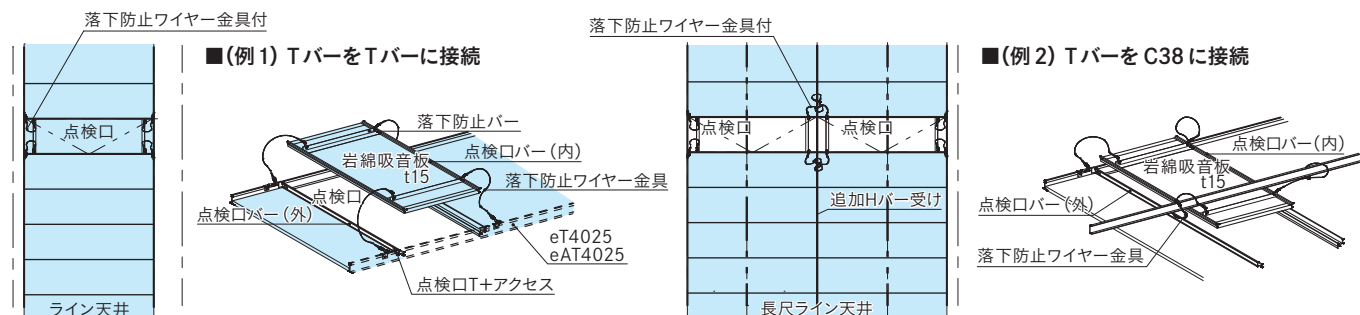 落下防止ワイヤー金具付
点検口
ライン天井
■(例1) TバーをTバーに接続
落下防止バー
岩綿吸音板
t15
点検口バー(内)
落下防止ワイヤー金具
点検口
点検口バー(外)
eT4025
eAT4025
点検口T+アクセス
落下防止ワイヤー金具付
点検口
点検口
追加Hバー受け
長尺ライン天井
■(例2) TバーをC38に接続
点検口バー(内)
岩綿吸音板
t15
点検口バー(外)
落下防止ワイヤー金具